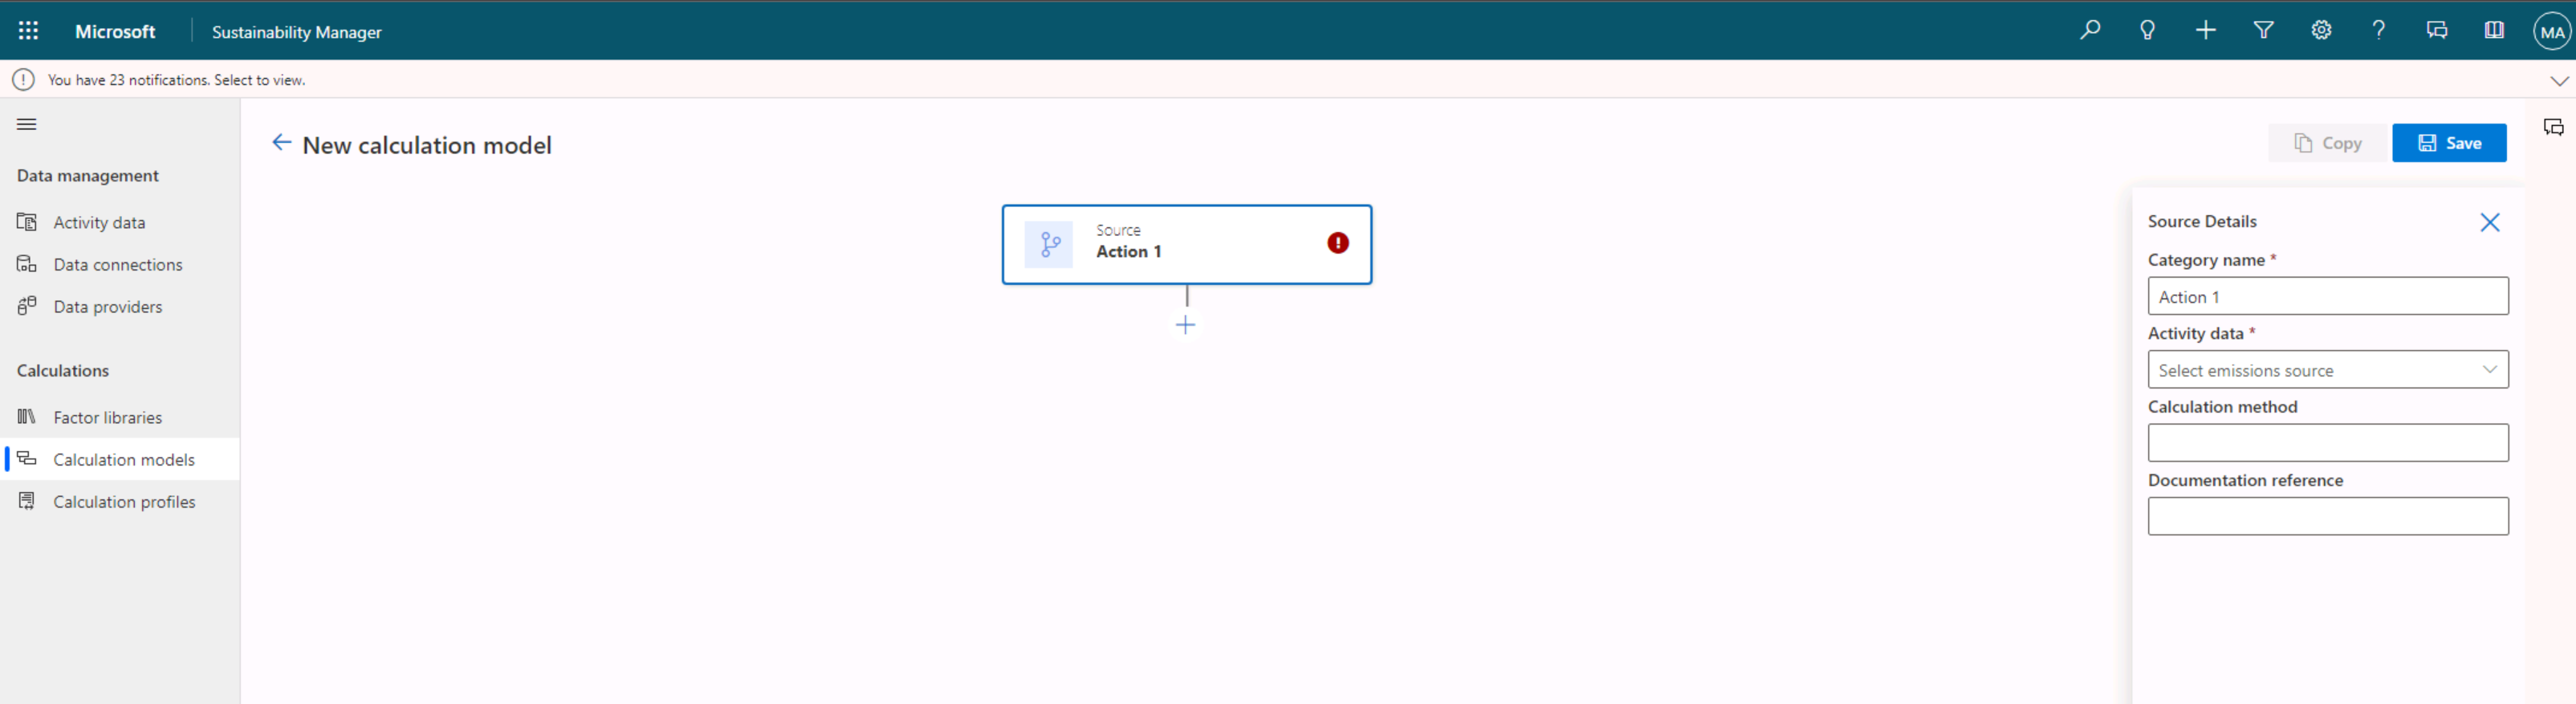 Microsoft
Sustainability Manager
MA
You have 23 notifications. Select to view.
New calculation model
Copy
Save
Data management
Activity data
Data connections
Data providers
Calculations
Factor libraries
Calculation models
Calculation profiles
Source
Action 1
Source Details
Category name *
Action 1
Activity data *
Select emissions source
Calculation method
Documentation reference